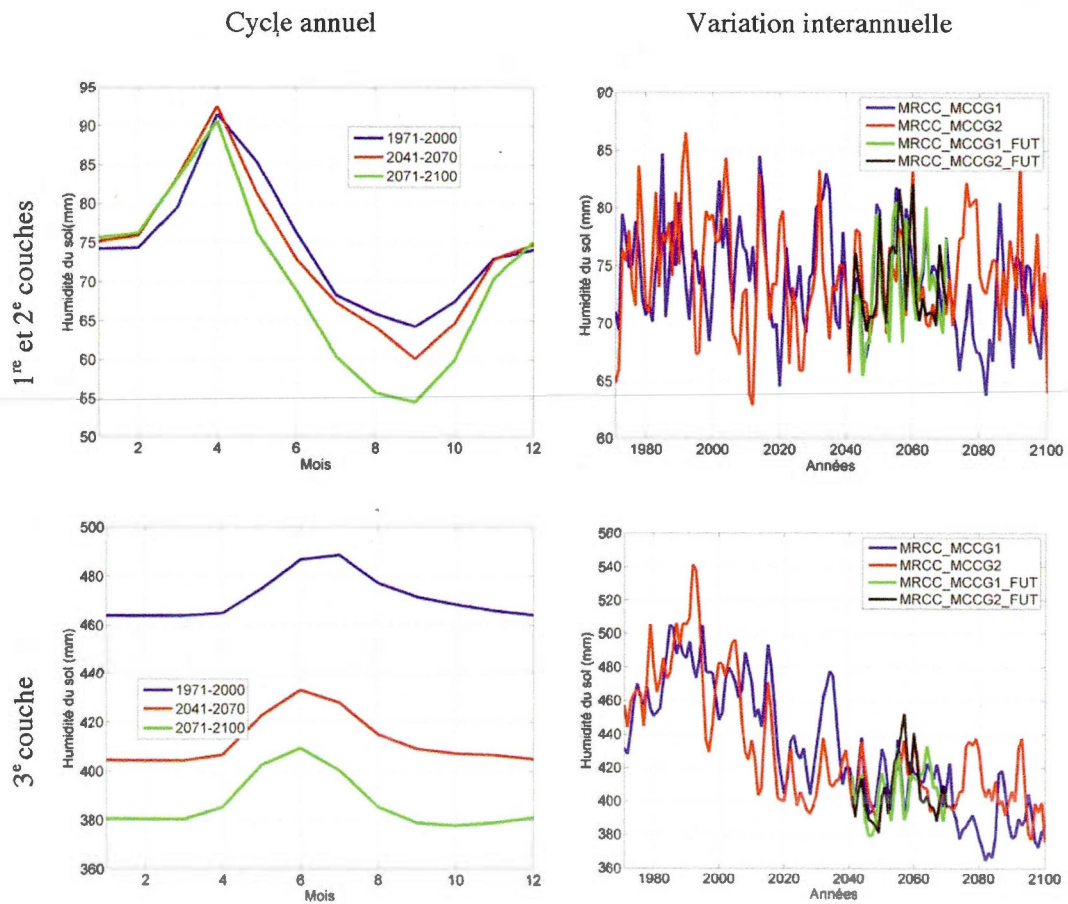 Cycle annuel
Variation interannuelle
1re et 2e couches
Humidité du sol(mm)
95
90
85
80
75
70
65
60
55
50
1971-2000
2041-2070
2071-2100
2 4 6 8 10 12
Mois
Humidité du sol (mm)
90
85
80
75
70
65
60
MRCC_MCCG1
MRCC_MCCG2
MRCC_MCCG1_FUT
MRCC_MCCG2_FUT
1980 2000 2020 2040 2060 2080 2100
Années
3e couche
Humidité du sol (mm)
500
480
460
440
420
400
380
360
1971-2000
2041-2070
2071-2100
2 4 6 8 10 12
Mois
Humidité du sol (mm)
560
540
520
500
480
460
440
420
400
380
360
MRCC_MCCG1
MRCC_MCCG2
MRCC_MCCG1_FUT
MRCC_MCCG2_FUT
1980 2000 2020 2040 2060 2080 2100
Années